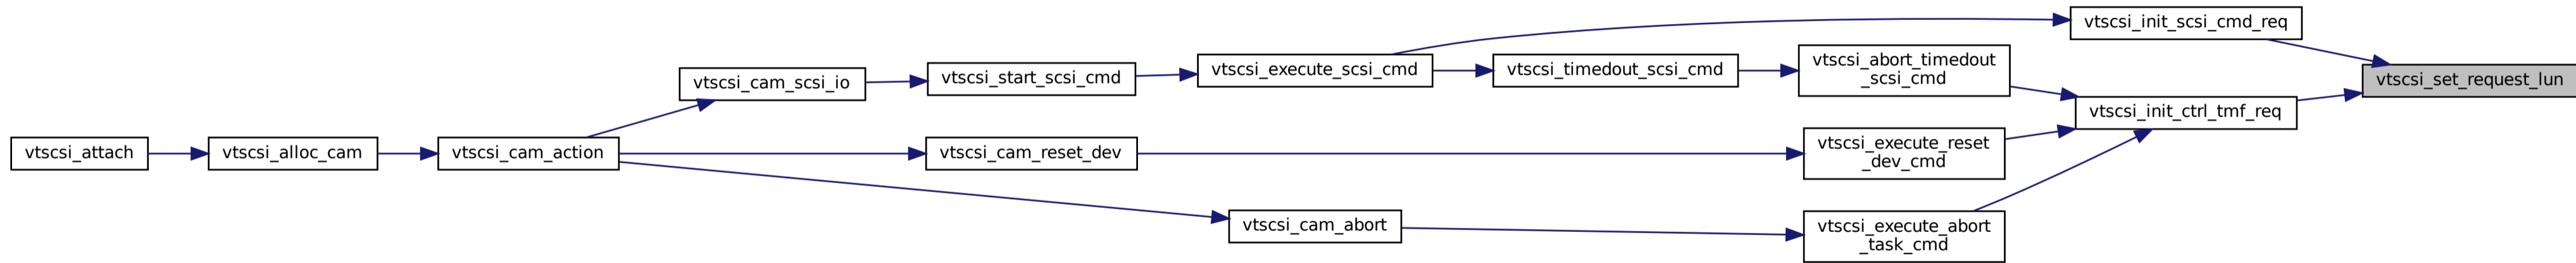 vtscsi_attach
vtscsi_alloc_cam
vtscsi_cam_action
vtscsi_cam_scsi_io
vtscsi_start_scsi_cmd
vtscsi_execute_scsi_cmd
vtscsi_timedout_scsi_cmd
vtscsi_abort_timedout
_scsi_cmd
vtscsi_init_scsi_cmd_req
vtscsi_set_request_lun
vtscsi_init_ctrl_tmf_req
vtscsi_cam_reset_dev
vtscsi_execute_reset
_dev_cmd
vtscsi_cam_abort
vtscsi_execute_abort
_task_cmd